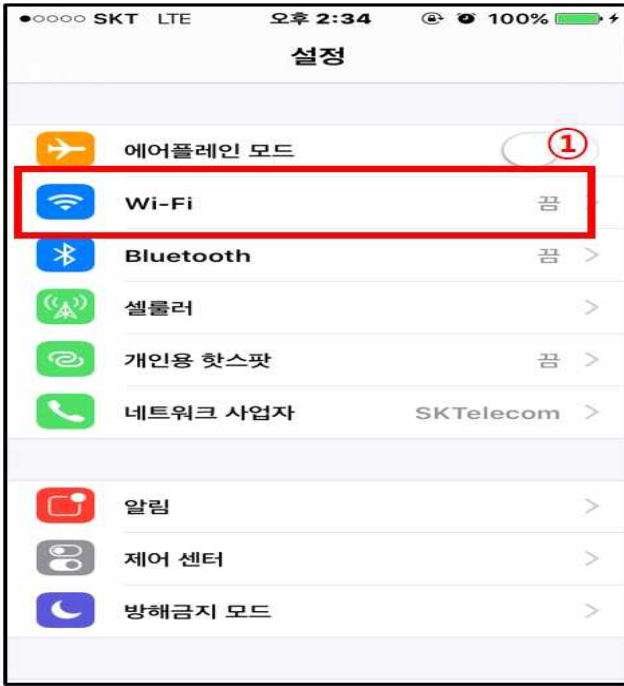 SKT LTE 오후 2:34 100%
설정
에어플레인 모드 ①
Wi-Fi 끔
Bluetooth 끔
셀룰러
개인용 핫스팟 끔
네트워크 사업자 SKTelecom
알림
제어 센터
방해금지 모드